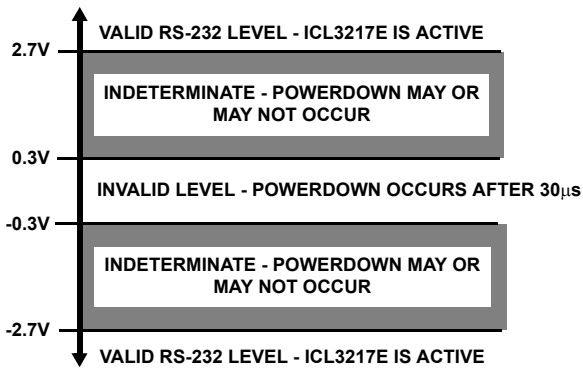 VALID RS-232 LEVEL - ICL3217E IS ACTIVE
2.7V
INDETERMINATE - POWERDOWN MAY OR
MAY NOT OCCUR
0.3V
INVALID LEVEL - POWERDOWN OCCURS AFTER 30μs
-0.3V
INDETERMINATE - POWERDOWN MAY OR
MAY NOT OCCUR
-2.7V
VALID RS-232 LEVEL - ICL3217E IS ACTIVE